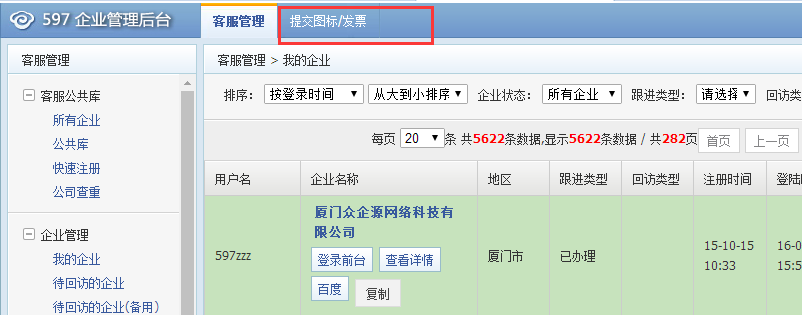 597 企业管理后台 客服管理 提交图标/发票
客服管理
客服公共库
所有企业
公共库
快速注册
公司查重
企业管理
我的企业
待回访的企业
待回访的企业(备用)
客服管理 > 我的企业
排序： 按登录时间 从大到小排序 企业状态： 所有企业 跟进类型： 请选择 回访类
每页 20 条 共5622条数据,显示5622条数据 / 共282页 首页 上一页
用户名 企业名称 地区 跟进类型 回访类型 注册时间 登陆
597zzz 厦门众企源网络科技有 厦门市 已办理 15-10-15 16-0
限公司 10:33 15:5
登录前台 查看详情
百度 复制